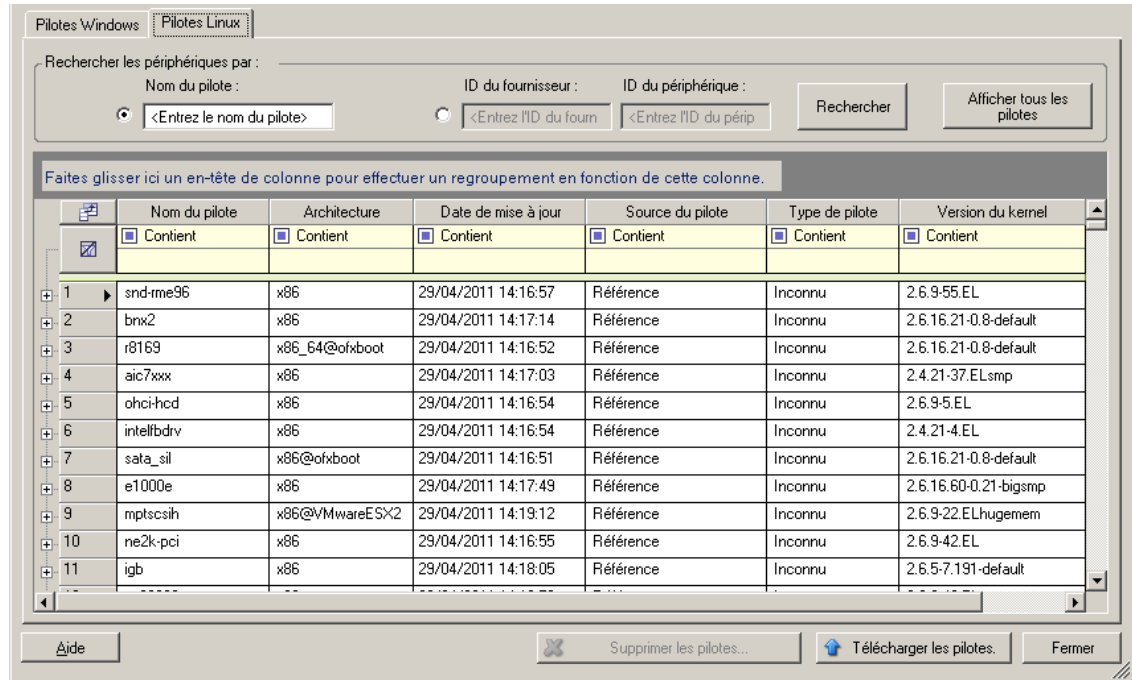 Pilotes Windows Pilotes Linux
Rechercher les périphériques par :
Nom du pilote : ID du fournisseur : ID du périphérique :
<Entrez le nom du pilote> <Entrez l'ID du fourn <Entrez l'ID du périp Rechercher Afficher tous les
pilotes
Faites glisser ici un en-tête de colonne pour effectuer un regroupement en fonction de cette colonne.
Nom du pilote Architecture Date de mise à jour Source du pilote Type de pilote Version du kernel
Contient Contient Contient Contient Contient Contient
1 snd-rme96 x86 29/04/2011 14:16:57 Référence Inconnu 2.6.9-55.EL
2 bnx2 x86 29/04/2011 14:17:14 Référence Inconnu 2.6.16.21-0.8-default
3 r8169 x86_64@ofxboot 29/04/2011 14:16:52 Référence Inconnu 2.6.16.21-0.8-default
4 aic7xxx x86 29/04/2011 14:17:03 Référence Inconnu 2.4.21-37.ELsmp
5 ohci-hcd x86 29/04/2011 14:16:54 Référence Inconnu 2.6.9-5.EL
6 intelfbdrv x86 29/04/2011 14:16:54 Référence Inconnu 2.4.21-4.EL
7 sata_sil x86@ofxboot 29/04/2011 14:16:51 Référence Inconnu 2.6.16.21-0.8-default
8 e1000e x86 29/04/2011 14:17:49 Référence Inconnu 2.6.16.60-0.21-bigsmp
9 mptscsih x86@VMwareESX2 29/04/2011 14:19:12 Référence Inconnu 2.6.9-22.ELhugemem
10 ne2k-pci x86 29/04/2011 14:16:55 Référence Inconnu 2.6.9-42.EL
11 igb x86 29/04/2011 14:18:05 Référence Inconnu 2.6.5-7.191-default
Aide Supprimer les pilotes... Télécharger les pilotes. Fermer